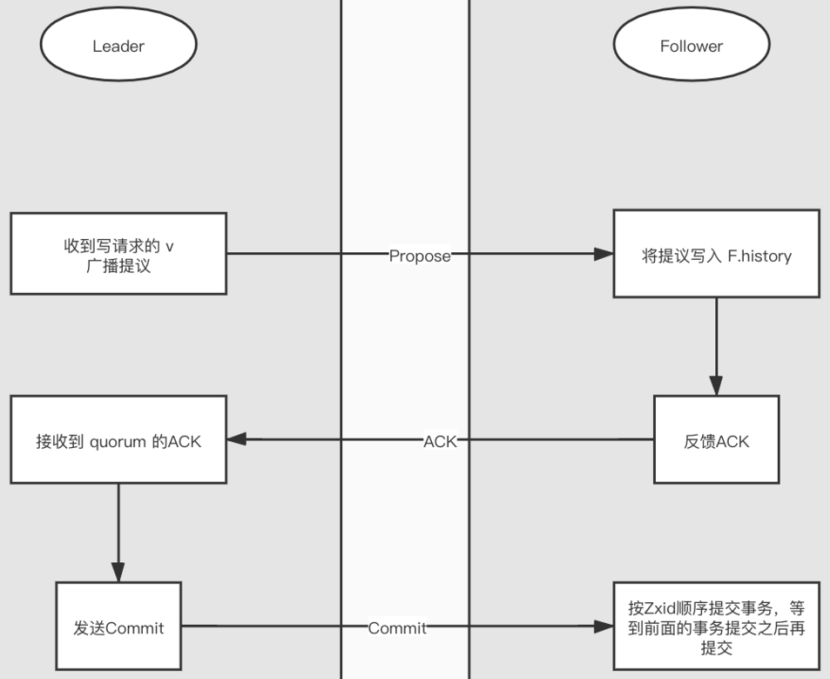 Leader
Follower
收到写请求的 v
广播提议
Propose
将提议写入 F.history
接收到 quorum 的ACK
ACK
反馈ACK
发送Commit
Commit
按Zxid顺序提交事务，等
到前面的事务提交之后再
提交